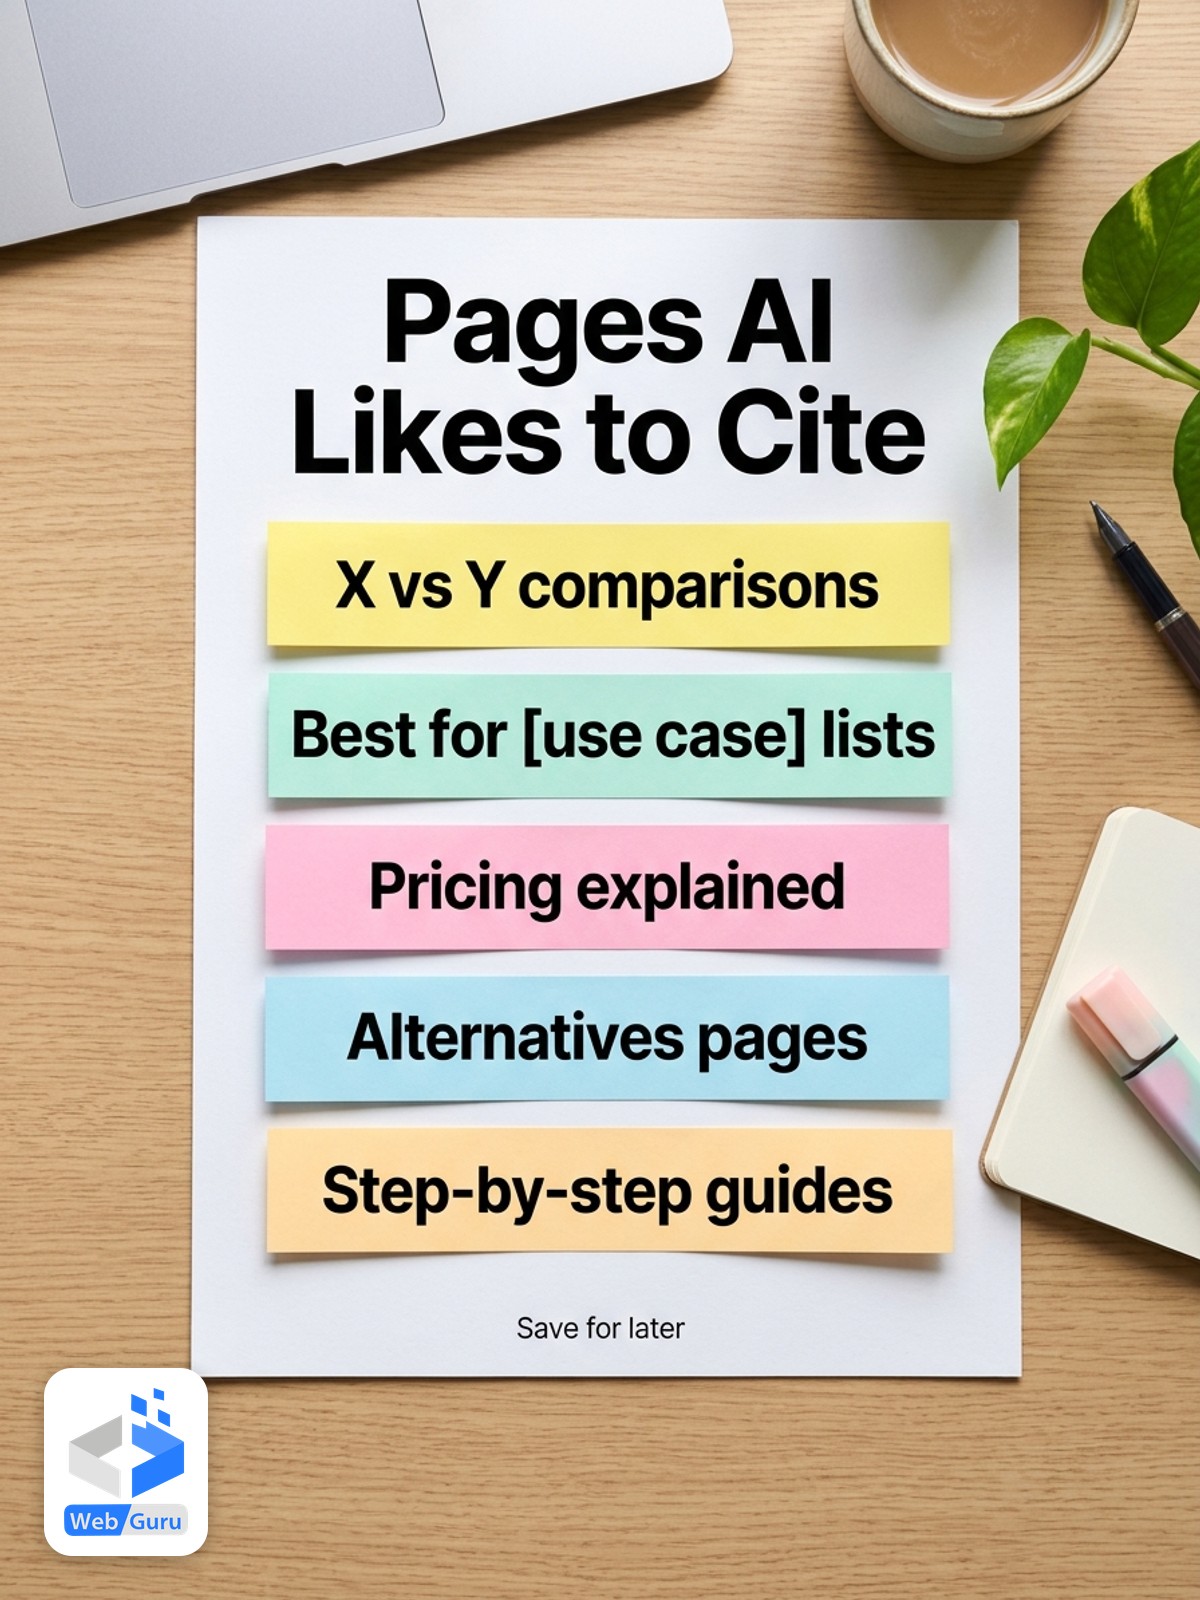 Pages AI
Likes to Cite
X vs Y comparisons
Best for [use case] lists
Pricing explained
Alternatives pages
Step-by-step guides
Save for later
Web Guru